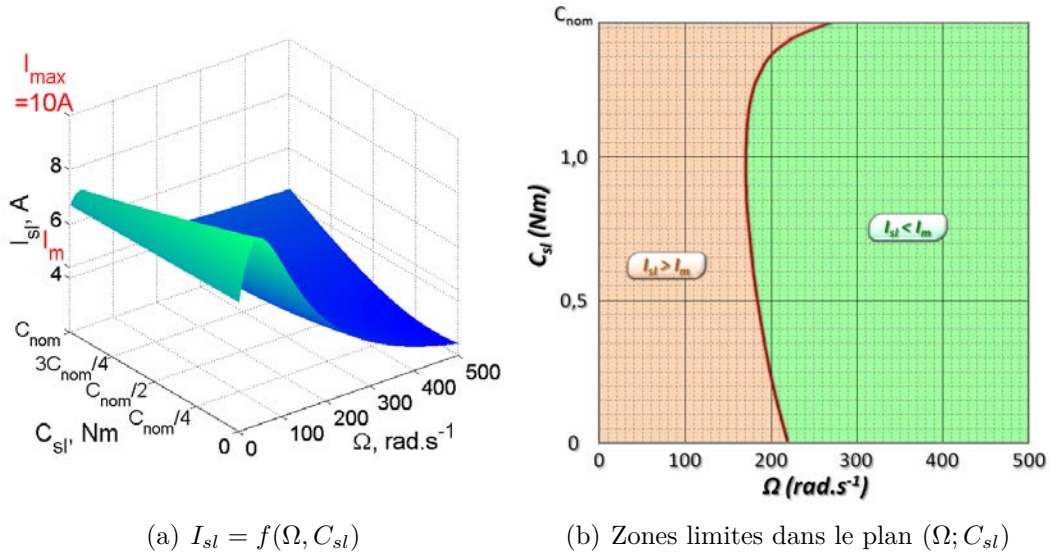 I_max
=10A
8
6
I_m
4
I_sl, A
C_nom
3C_nom/4
C_nom/2
C_nom/4
0
C_sl, Nm
0
100
200
300
400
500
Ω, rad.s⁻¹
C_nom
1,0
0,5
0
C_sl (Nm)
I_sl > I_m
I_sl < I_m
0
100
200
300
400
500
Ω (rad.s⁻¹)
(a) I_sl = f(Ω, C_sl)
(b) Zones limites dans le plan (Ω; C_sl)